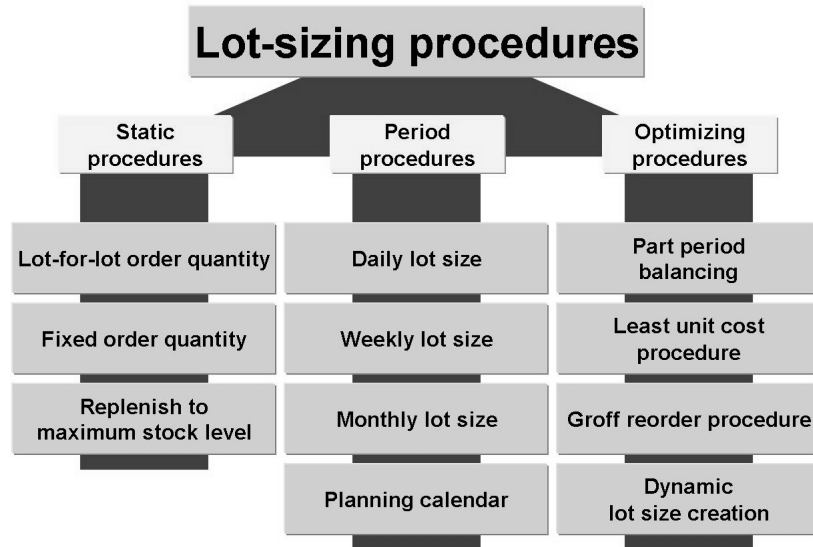 Lot-sizing procedures
Static
procedures
Period
procedures
Optimizing
procedures
Lot-for-lot order quantity
Fixed order quantity
Replenish to
maximum stock level
Daily lot size
Weekly lot size
Monthly lot size
Planning calendar
Part period
balancing
Least unit cost
procedure
Groff reorder procedure
Dynamic
lot size creation